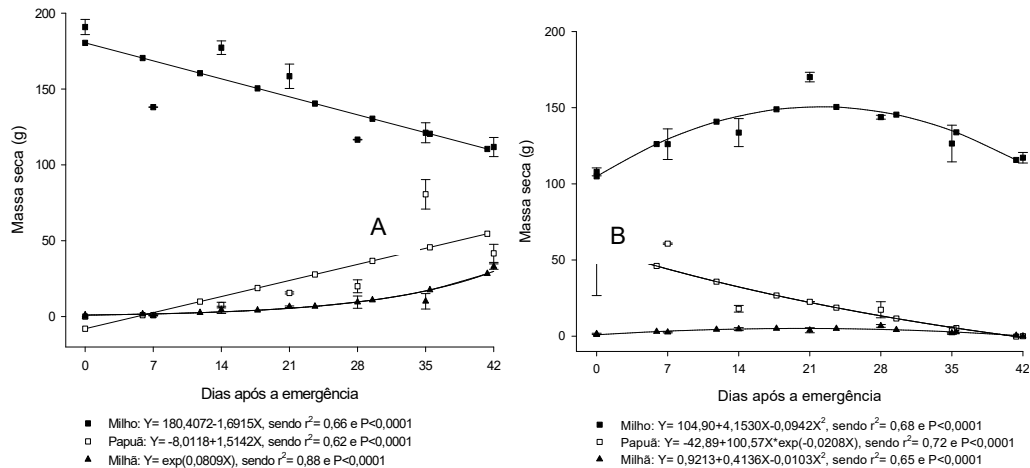 200
150
100
50
0
Massa seca (g)
A
0 7 14 21 28 35 42
Dias após a emergência
■ Milho: Y= 180,4072-1,6915X, sendo r²= 0,66 e P<0,0001
□ Papuã: Y= -8,0118+1,5142X, sendo r²= 0,62 e P<0,0001
▲ Milhã: Y= exp(0,0809X), sendo r²= 0,88 e P<0,0001
200
150
100
50
0
Massa seca (g)
B
0 7 14 21 28 35 42
Dias após a emergência
■ Milho: Y= 104,90+4,1530X-0,0942X², sendo r²= 0,68 e P<0,0001
□ Papuã: Y= -42,89+100,57X*exp(-0,0208X), sendo r²= 0,72 e P<0,0001
▲ Milhã: Y= 0,9213+0,4136X-0,0103X², sendo r²= 0,65 e P<0,0001